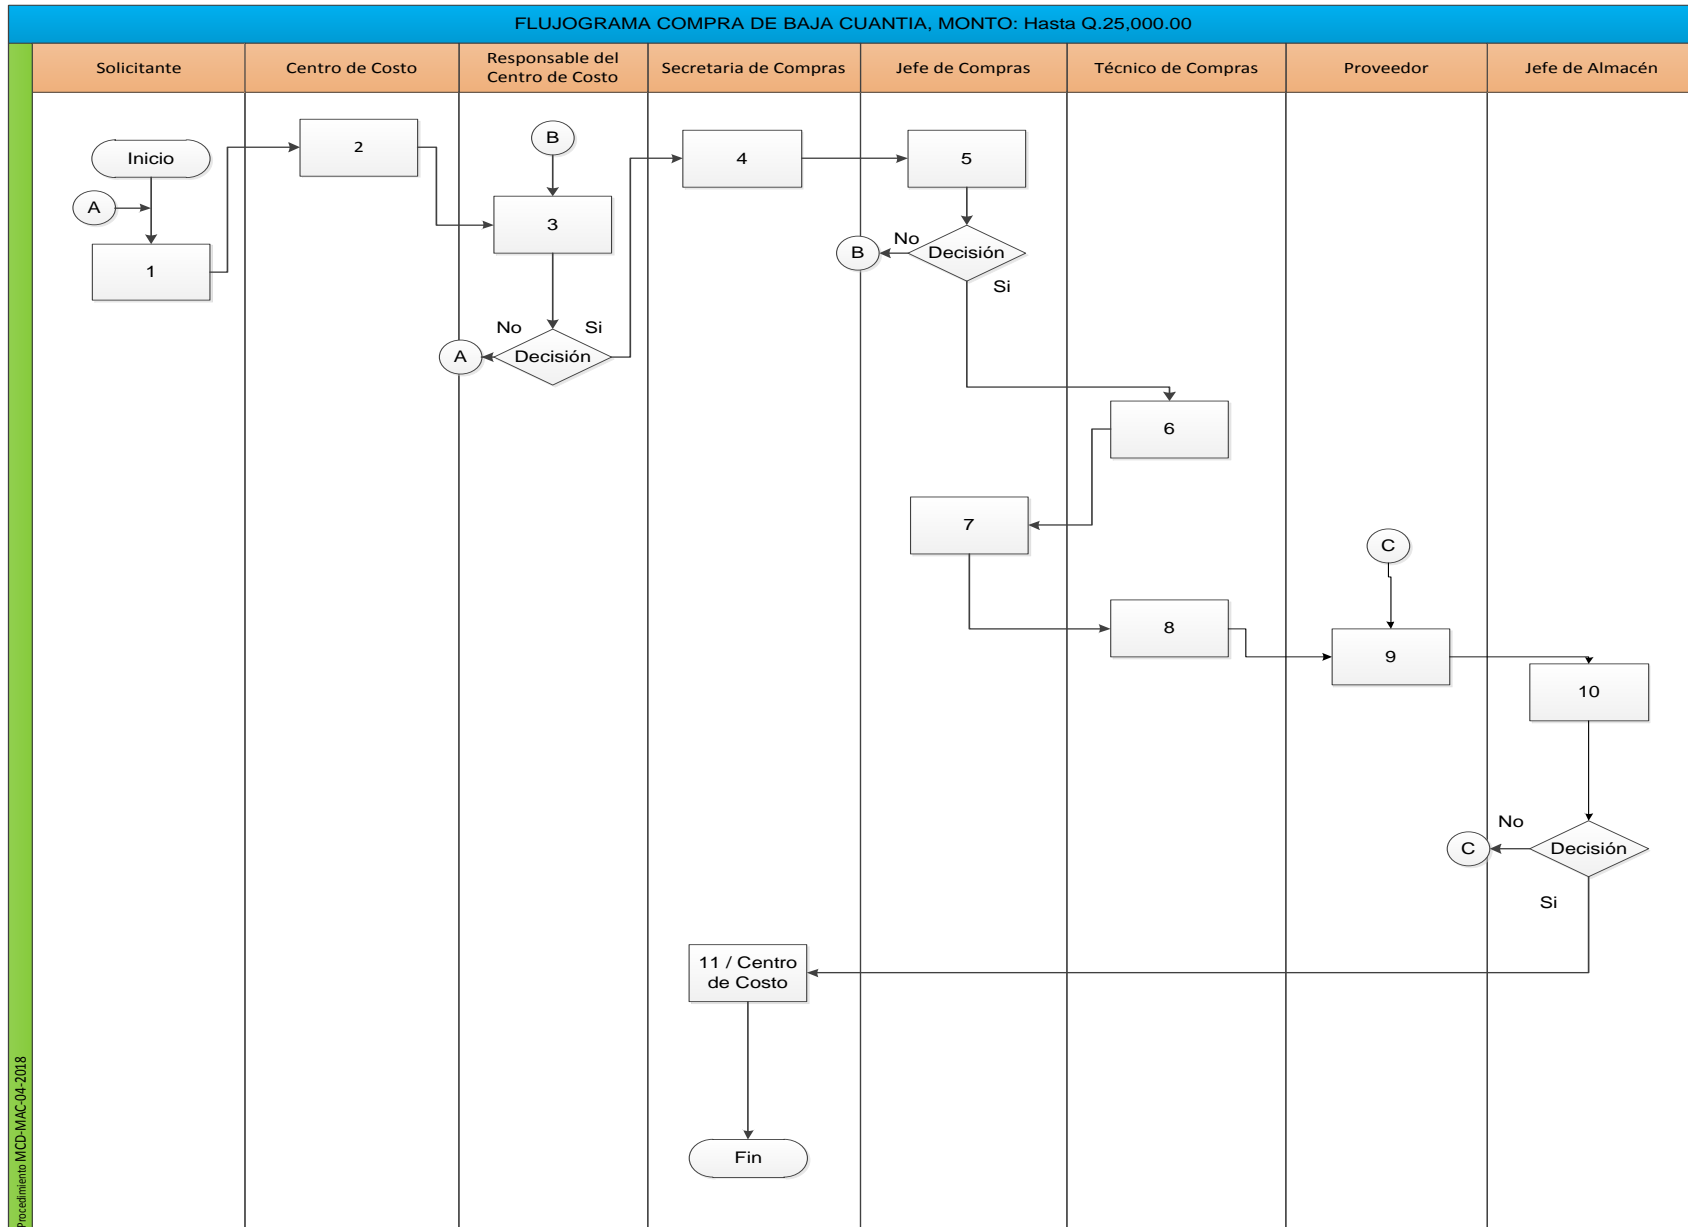 FLUJOGRAMA COMPRA DE BAJA CUANTIA, MONTO: Hasta Q.25,000.00
Solicitante
Centro de Costo
Responsable del
Centro de Costo
Secretaria de Compras
Jefe de Compras
Técnico de Compras
Proveedor
Jefe de Almacén
Inicio
A
1
2
B
3
No
Si
Decisión
A
4
5
No
Decisión
B
Si
6
7
8
C
9
10
No
Decisión
C
Si
11 / Centro
de Costo
Fin
Procedimiento MCD-MAC-04-2018